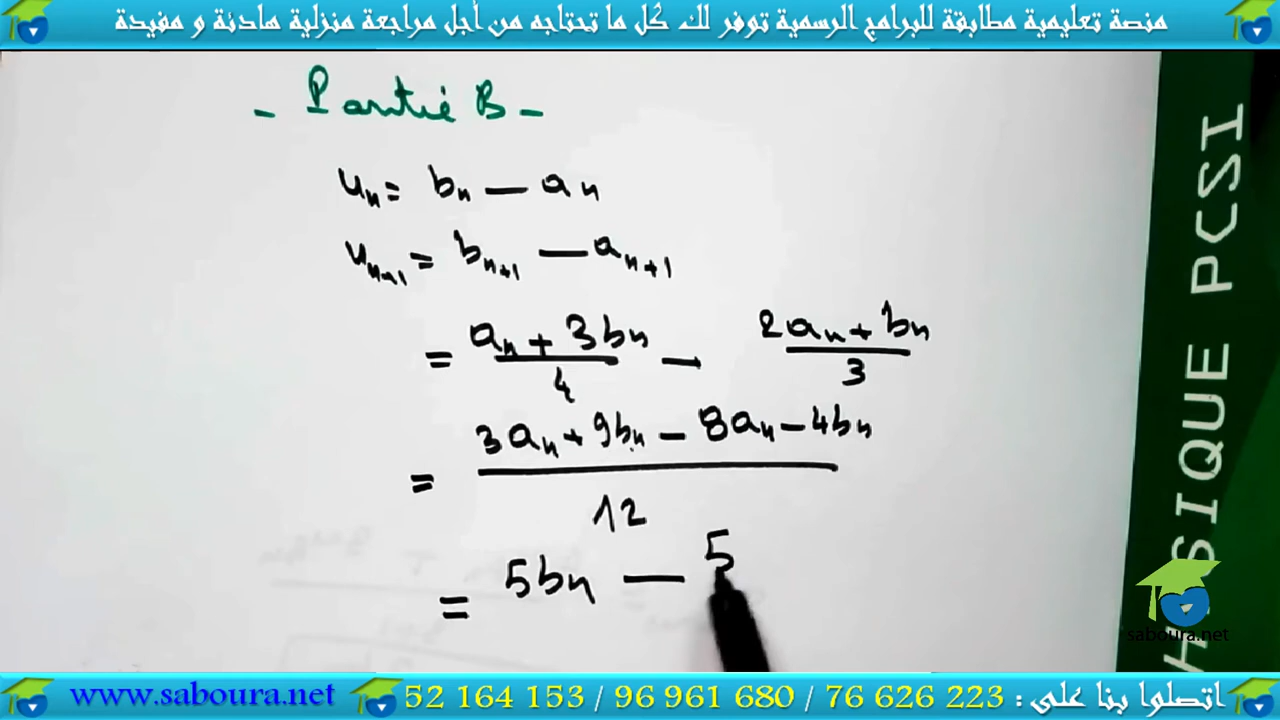 منصة تعليمية مطابقة للبرامج الرسمية توفر لك كل ما تحتاجه من أجل مراجعة منزلية هادئة و مفيدة
- Partie B -
uₙ = bₙ — aₙ
uₙ₊₁ = bₙ₊₁ — aₙ₊₁
= (aₙ + 3bₙ)/4 — (2aₙ + bₙ)/3
= (3aₙ + 9bₙ — 8aₙ — 4bₙ)/12
= 5bₙ — 5
SIQUE PCSI
saboura.net
www.saboura.net
52 164 153 / 96 961 680 / 76 626 223 : اتصلوا بنا على